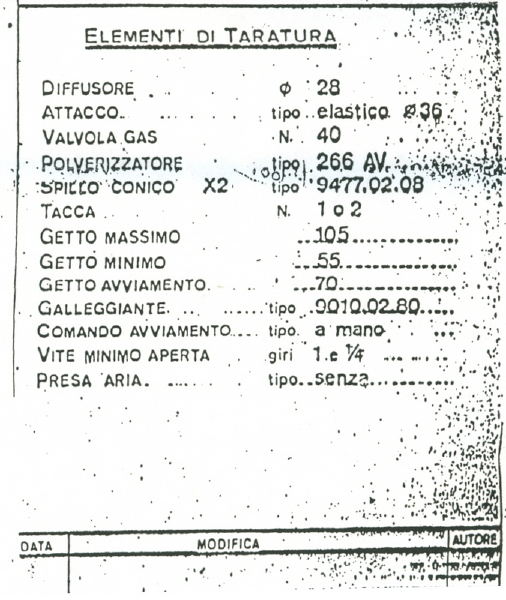 ELEMENTI DI TARATURA
DIFFUSORE ø 28
ATTACCO tipo elastico ø 36
VALVOLA GAS N. 40
POLVERIZZATORE tipo 266 AV
SPILLO CONICO X2 tipo 9477.02.08
TACCA N. 1 o 2
GETTO MASSIMO 105
GETTO MINIMO 55
GETTO AVVIAMENTO 70
GALLEGGIANTE tipo 9010.02.80
COMANDO AVVIAMENTO tipo a mano
VITE MINIMO APERTA giri 1 e 1/4
PRESA ARIA tipo senza
DATA MODIFICA AUTORE